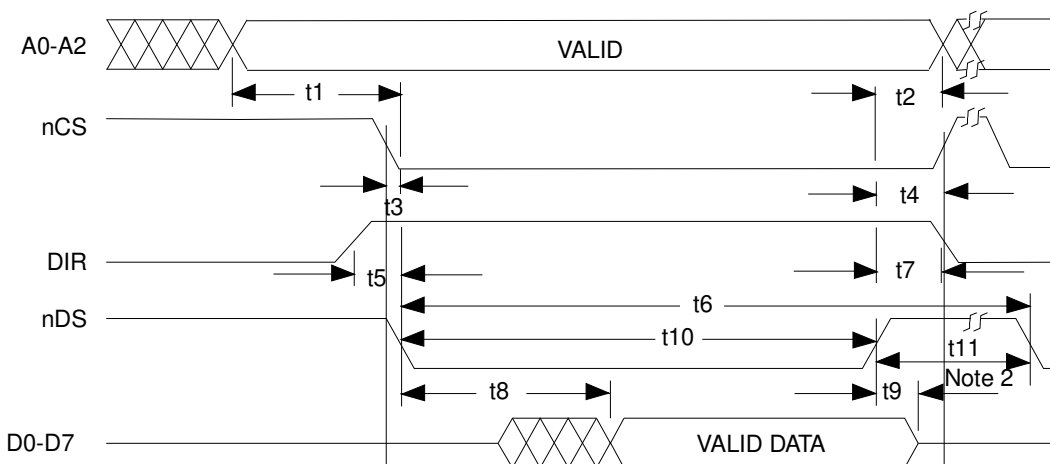 A0-A2
VALID
t1
t2
nCS
t3
t4
DIR
t5
t7
t6
nDS
t10
t11
Note 2
t8
t9
D0-D7
VALID DATA